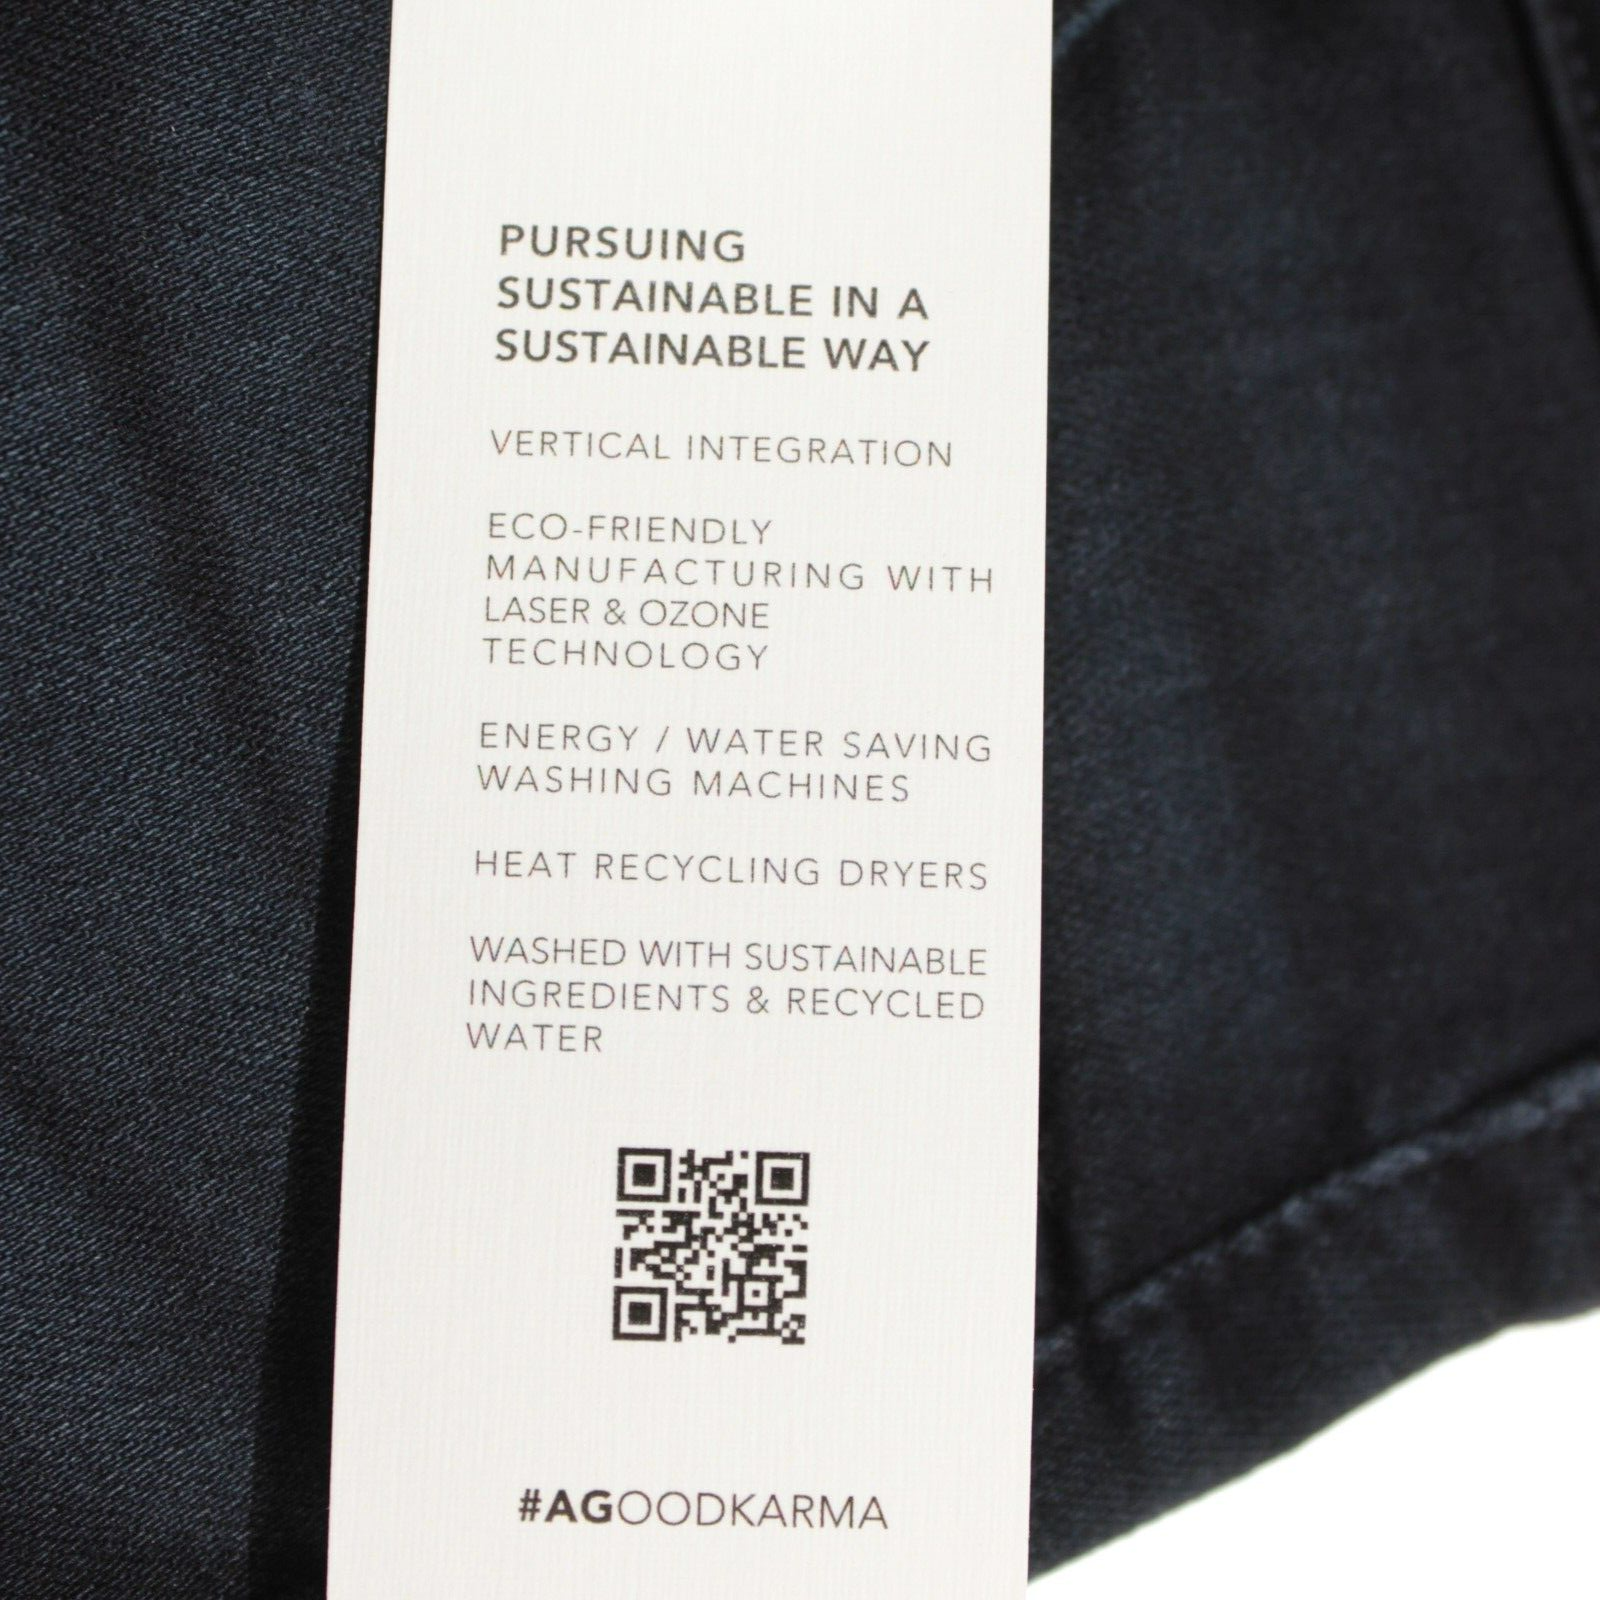 PURSUING
SUSTAINABLE IN A
SUSTAINABLE WAY
VERTICAL INTEGRATION
ECO-FRIENDLY
MANUFACTURING WITH
LASER & OZONE
TECHNOLOGY
ENERGY / WATER SAVING
WASHING MACHINES
HEAT RECYCLING DRYERS
WASHED WITH SUSTAINABLE
INGREDIENTS & RECYCLED
WATER
#AGOODKARMA